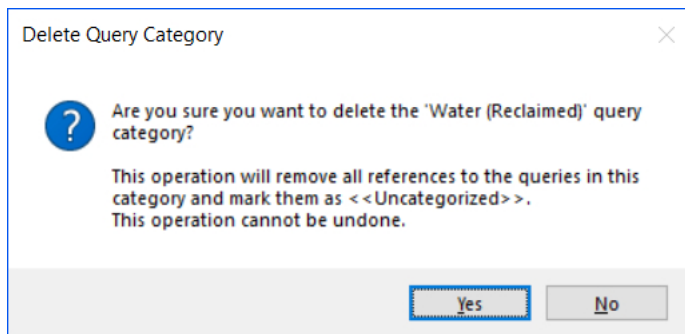 Delete Query Category
Are you sure you want to delete the 'Water (Reclaimed)' query
category?
This operation will remove all references to the queries in this
category and mark them as <<Uncategorized>>.
This operation cannot be undone.
Yes
No